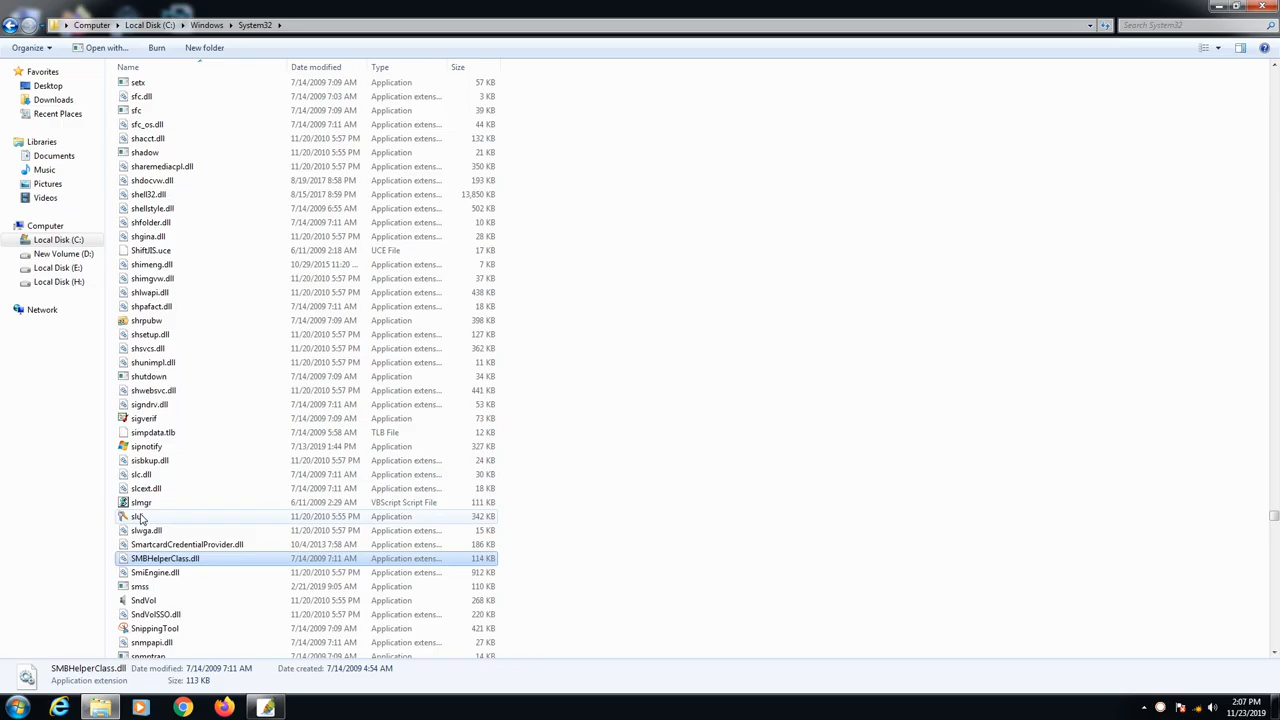 Computer Local Disk (C:) Windows System32 Search System32
Organize Open with... Burn New folder
Name Date modified Type Size
Favorites
Desktop
Downloads
Recent Places
Libraries
Documents
Music
Pictures
Videos
Computer
Local Disk (C:)
New Volume (D:)
Local Disk (E:)
Local Disk (H:)
Network
setx 7/14/2009 7:09 AM Application 57 KB
sfc.dll 7/14/2009 7:03 AM Application extens... 3 KB
sfc 7/14/2009 7:09 AM Application 39 KB
sfc_os.dll 7/14/2009 7:11 AM Application extens... 44 KB
shacct.dll 11/20/2010 5:57 PM Application extens... 132 KB
shadow 11/20/2010 5:55 PM Application 21 KB
sharemediacpl.dll 11/20/2010 5:57 PM Application extens... 350 KB
shdocvw.dll 8/19/2017 8:58 PM Application extens... 193 KB
shell32.dll 8/15/2017 8:59 PM Application extens... 13,850 KB
shellstyle.dll 7/14/2009 6:55 AM Application extens... 502 KB
shfolder.dll 7/14/2009 7:11 AM Application extens... 10 KB
shgina.dll 11/20/2010 5:57 PM Application extens... 28 KB
ShiftJIS.uce 6/11/2009 2:18 AM UCE File 17 KB
shimeng.dll 10/29/2015 11:20 ... Application extens... 7 KB
shimgvw.dll 11/20/2010 5:57 PM Application extens... 37 KB
shlwapi.dll 11/20/2010 5:57 PM Application extens... 438 KB
shpafact.dll 7/14/2009 7:11 AM Application extens... 18 KB
shrpubw 7/14/2009 7:09 AM Application 398 KB
shsetup.dll 11/20/2010 5:57 PM Application extens... 127 KB
shsvcs.dll 11/20/2010 5:57 PM Application extens... 362 KB
shunimpl.dll 11/20/2010 5:57 PM Application extens... 11 KB
shutdown 7/14/2009 7:09 AM Application 29 KB
shwebsvc.dll 11/20/2010 5:57 PM Application extens... 441 KB
signdrv.dll 7/14/2009 7:11 AM Application extens... 53 KB
sigverif 7/14/2009 7:09 AM Application 73 KB
simpdata.tlb 7/14/2009 5:58 AM TLB File 12 KB
sipnotify 7/13/2019 1:44 PM Application 327 KB
sisbkup.dll 11/20/2010 5:57 PM Application extens... 24 KB
slc.dll 7/14/2009 7:11 AM Application extens... 30 KB
slcext.dll 7/14/2009 7:11 AM Application extens... 18 KB
slmgr 6/11/2009 2:29 AM VBScript Script File 111 KB
11/20/2010 5:55 PM Application 342 KB
slwga.dll 11/20/2010 5:57 PM Application extens... 15 KB
SmartcardCredentialProvider.dll 10/4/2013 7:58 AM Application extens... 186 KB
SMBHelperClass.dll 7/14/2009 7:11 AM Application extens... 114 KB
SmiEngine.dll 11/20/2010 5:57 PM Application extens... 912 KB
smss 2/21/2019 9:05 AM Application 110 KB
SndVol 11/20/2010 5:55 PM Application 268 KB
SndVolSSO.dll 11/20/2010 5:57 PM Application extens... 220 KB
SnippingTool 7/14/2009 7:09 AM Application 421 KB
snmpapi.dll 7/14/2009 7:11 AM Application extens... 27 KB
snmptrap 7/14/2009 7:09 AM Application 14 KB
SMBHelperClass.dll Date modified: 7/14/2009 7:11 AM Date created: 7/14/2009 4:54 AM
Application extension Size: 113 KB
2:07 PM
11/23/2019